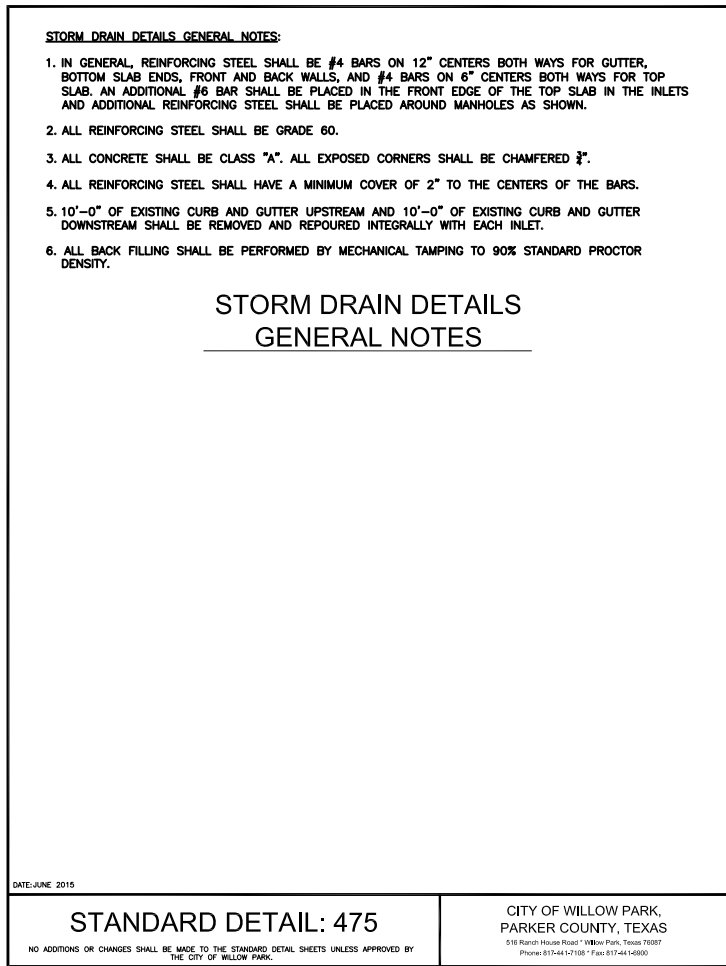 STORM DRAIN DETAILS GENERAL NOTES:
1. IN GENERAL, REINFORCING STEEL SHALL BE #4 BARS ON 12" CENTERS BOTH WAYS FOR GUTTER,
BOTTOM SLAB ENDS, FRONT AND BACK WALLS, AND #4 BARS ON 6" CENTERS BOTH WAYS FOR TOP
SLAB. AN ADDITIONAL #6 BAR SHALL BE PLACED IN THE FRONT EDGE OF THE TOP SLAB IN THE INLETS
AND ADDITIONAL REINFORCING STEEL SHALL BE PLACED AROUND MANHOLES AS SHOWN.
2. ALL REINFORCING STEEL SHALL BE GRADE 60.
3. ALL CONCRETE SHALL BE CLASS "A". ALL EXPOSED CORNERS SHALL BE CHAMFERED ¾".
4. ALL REINFORCING STEEL SHALL HAVE A MINIMUM COVER OF 2" TO THE CENTERS OF THE BARS.
5. 10'-0" OF EXISTING CURB AND GUTTER UPSTREAM AND 10'-0" OF EXISTING CURB AND GUTTER
DOWNSTREAM SHALL BE REMOVED AND REPOURED INTEGRALLY WITH EACH INLET.
6. ALL BACK FILLING SHALL BE PERFORMED BY MECHANICAL TAMPING TO 90% STANDARD PROCTOR
DENSITY.
STORM DRAIN DETAILS
GENERAL NOTES
DATE:JUNE 2015
STANDARD DETAIL: 475
NO ADDITIONS OR CHANGES SHALL BE MADE TO THE STANDARD DETAIL SHEETS UNLESS APPROVED BY
THE CITY OF WILLOW PARK.
CITY OF WILLOW PARK,
PARKER COUNTY, TEXAS
516 Ranch House Road * Willow Park, Texas 76087
Phone: 817-441-7108 * Fax: 817-441-6900